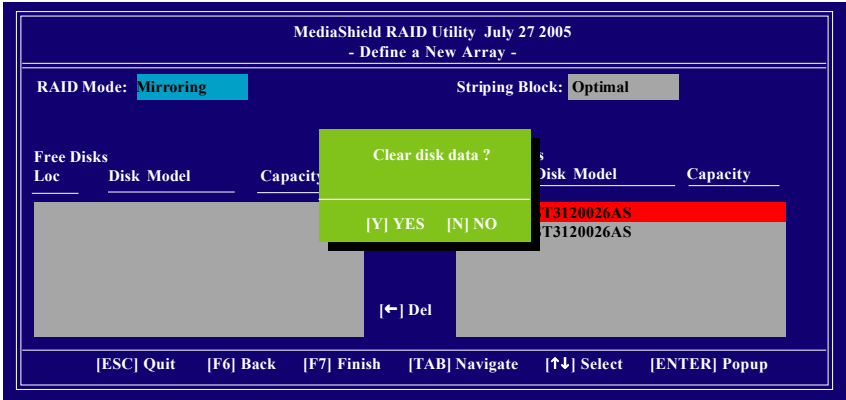 MediaShield RAID Utility July 27 2005
- Define a New Array -
RAID Mode: Mirroring
Striping Block: Optimal
Free Disks
Loc Disk Model Capacity
s
Disk Model Capacity
ST3120026AS
ST3120026AS
Clear disk data ?
[Y] YES [N] NO
[←] Del
[ESC] Quit [F6] Back [F7] Finish [TAB] Navigate [↑↓] Select [ENTER] Popup